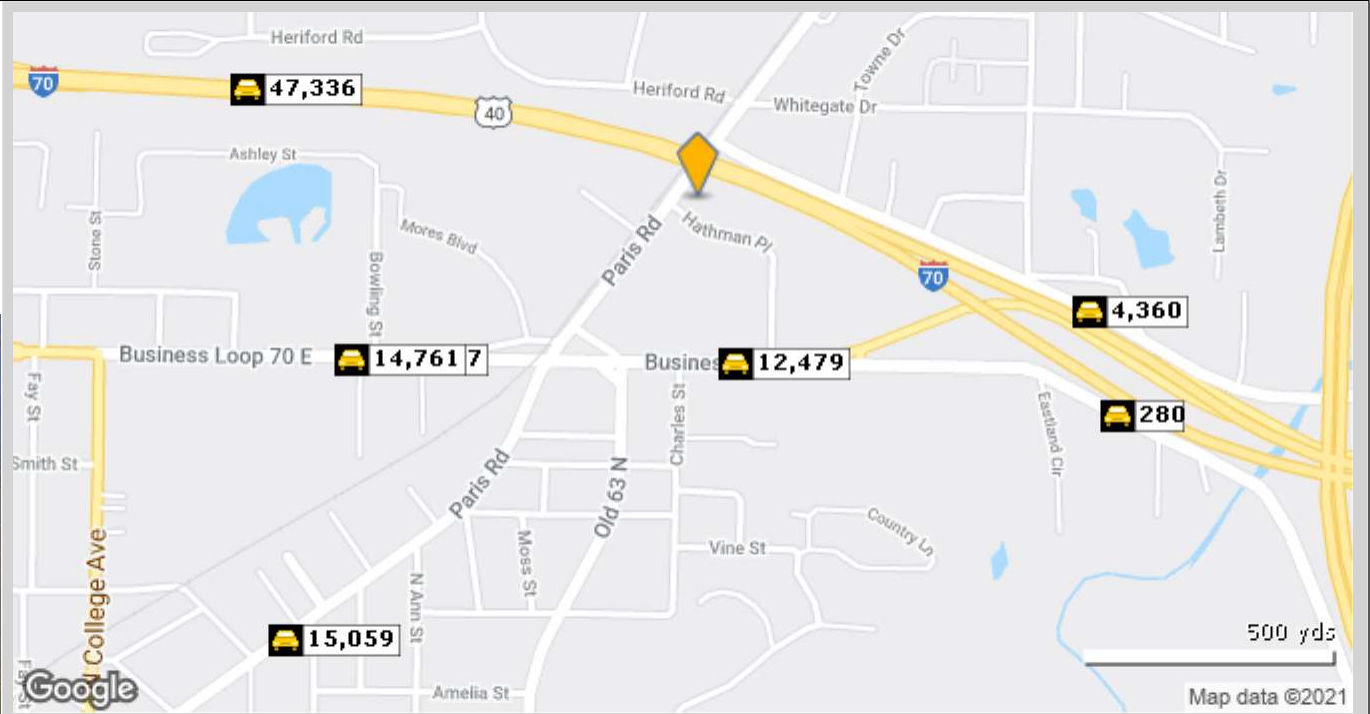 Heriford Rd
70
47,336
40
Heriford Rd
Towne Dr
Whitegate Dr
Ashley St
Lambeth Dr
Stone St
Mores Blvd
Hathman Pl
Paris Rd
Bowling St
70
4,360
Business Loop 70 E
14,761
7
Busines
12,479
Fay St
Charles St
Eastland Cir
280
Smith St
Paris Rd
Old 63 N
N College Ave
Moss St
Country Ln
Vine St
N Ann St
15,059
500 yds
Fay St
Google
Amelia St
Map data ©2021